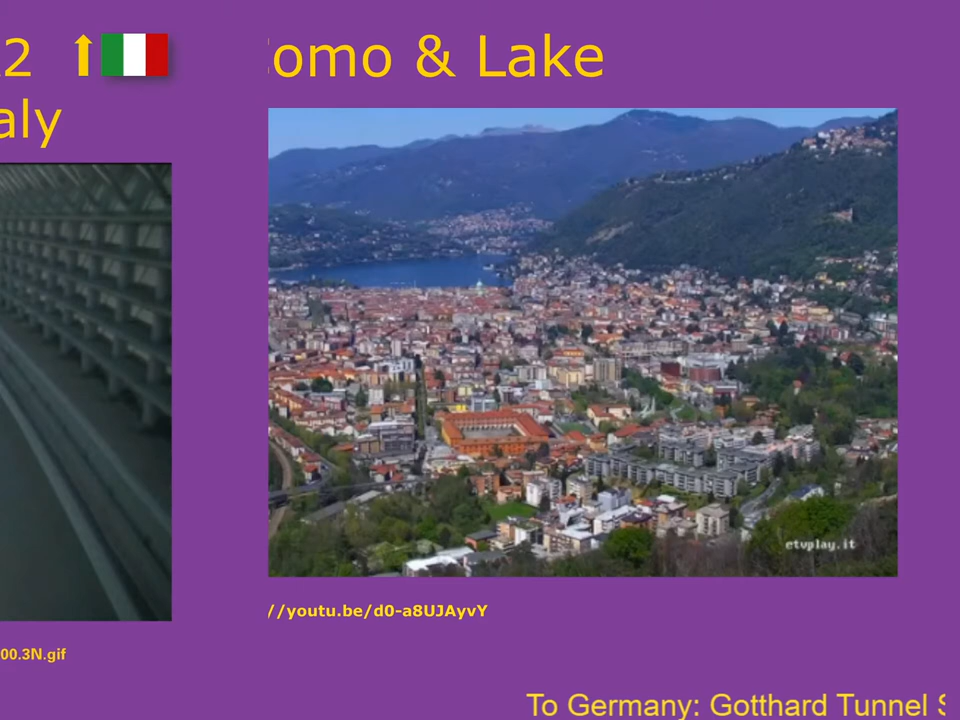 2
aly
omo & Lake
etvplay.it
//youtu.be/d0-a8UJAyvY
00.3N.gif
To Germany: Gotthard Tunnel S